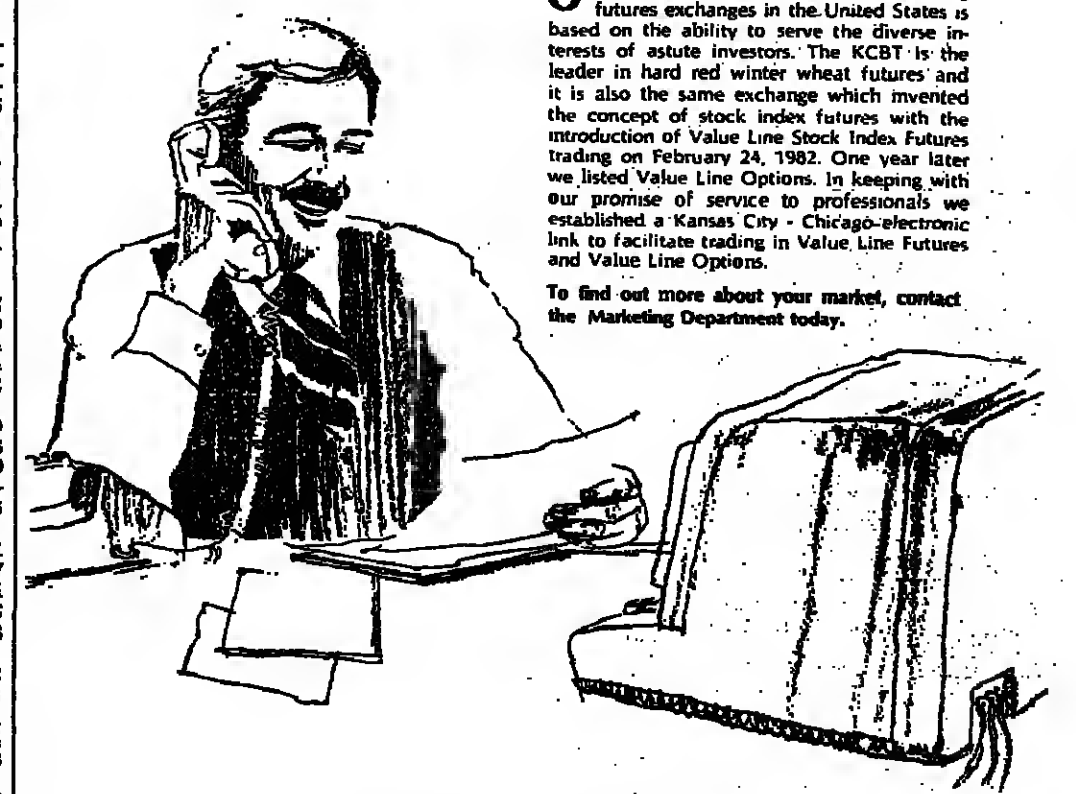 futures exchanges in the United States is
based on the ability to serve the diverse in-
terests of astute investors. The KCBT is the
leader in hard red winter wheat futures and
it is also the same exchange which invented
the concept of stock index futures with the
introduction of Value Line Stock Index Futures
trading on February 24, 1982. One year later
we listed Value Line Options. In keeping with
our promise of service to professionals we
established a Kansas City - Chicago electronic
link to facilitate trading in Value Line Futures
and Value Line Options.
To find out more about your market, contact
the Marketing Department today.